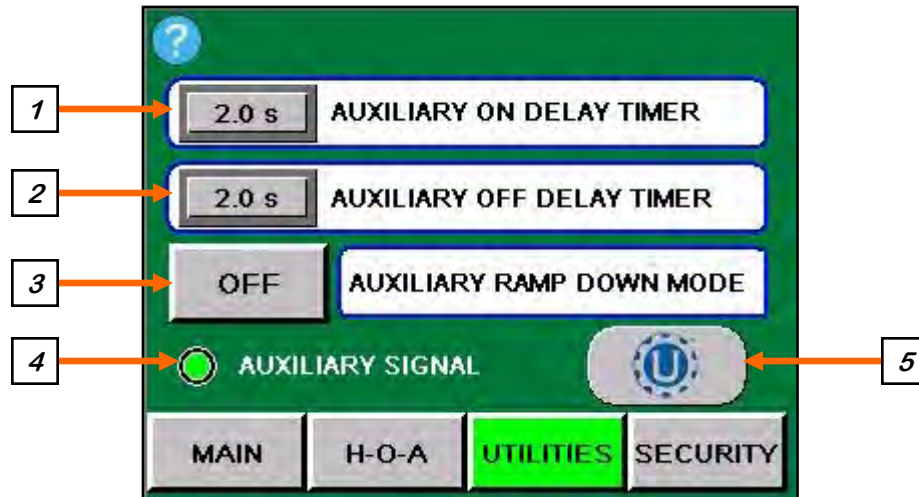 ?
1 2.0 s AUXILIARY ON DELAY TIMER
2 2.0 s AUXILIARY OFF DELAY TIMER
3 OFF AUXILIARY RAMP DOWN MODE
4 AUXILIARY SIGNAL U 5
MAIN H-O-A UTILITIES SECURITY